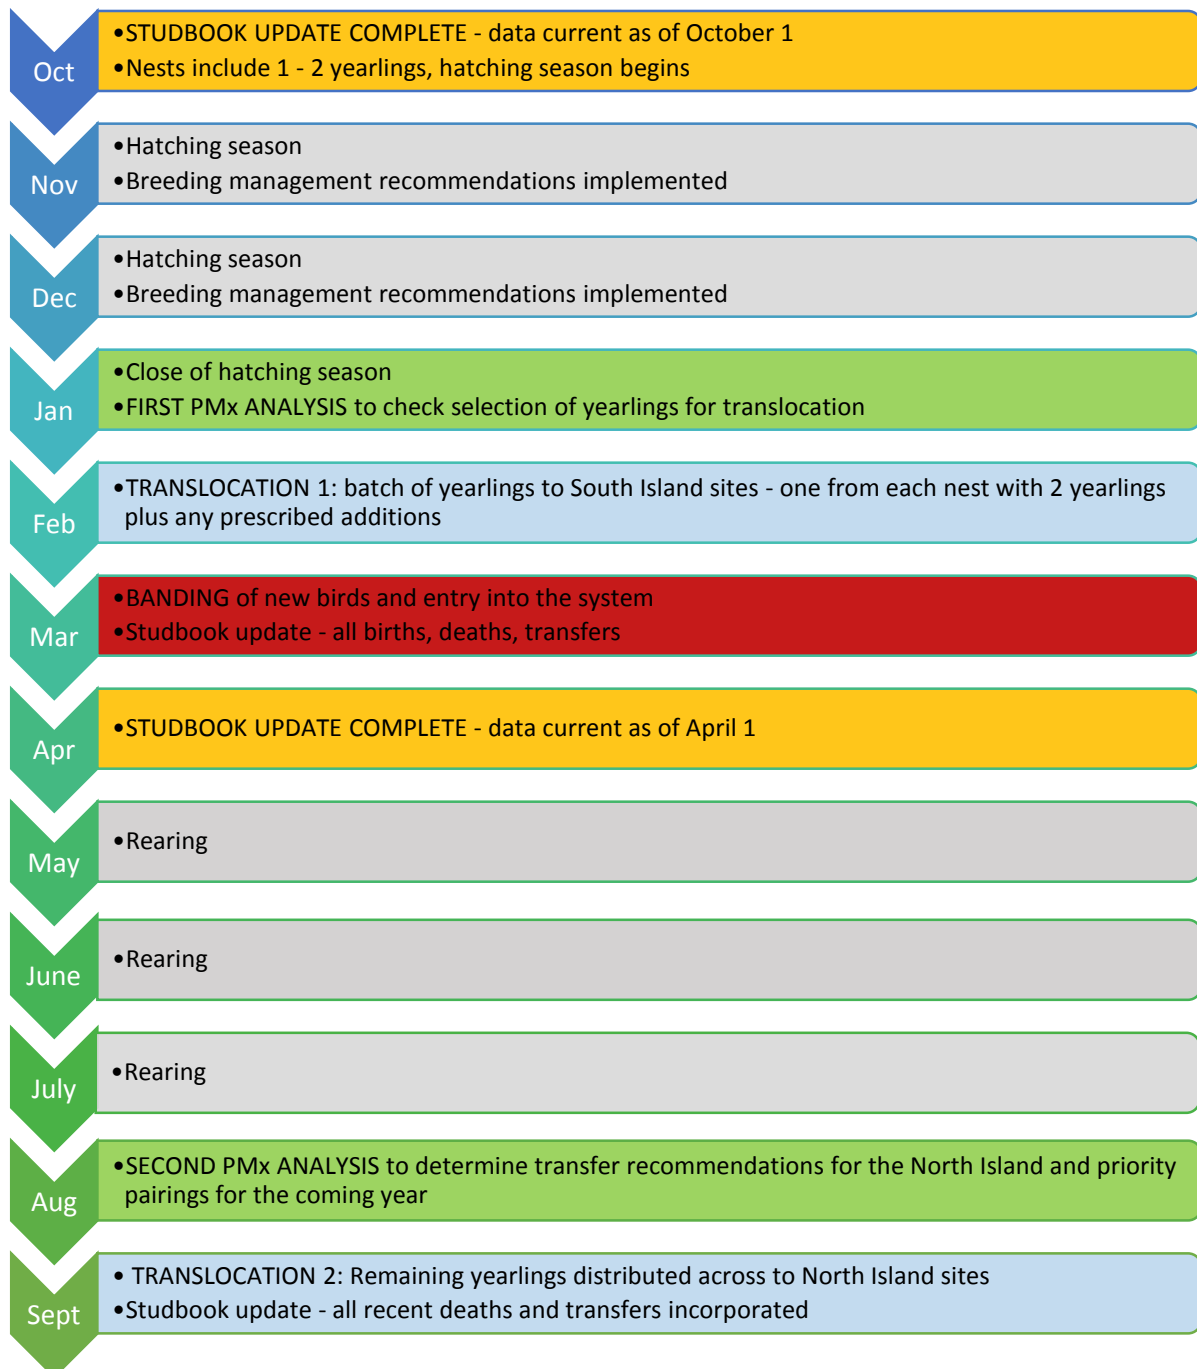 Oct
•STUDBOOK UPDATE COMPLETE - data current as of October 1
•Nests include 1 - 2 yearlings, hatching season begins
Nov
•Hatching season
•Breeding management recommendations implemented
Dec
•Hatching season
•Breeding management recommendations implemented
Jan
•Close of hatching season
•FIRST PMx ANALYSIS to check selection of yearlings for translocation
Feb
•TRANSLOCATION 1: batch of yearlings to South Island sites - one from each nest with 2 yearlings
plus any prescribed additions
Mar
•BANDING of new birds and entry into the system
•Studbook update - all births, deaths, transfers
Apr
•STUDBOOK UPDATE COMPLETE - data current as of April 1
May
•Rearing
June
•Rearing
July
•Rearing
Aug
•SECOND PMx ANALYSIS to determine transfer recommendations for the North Island and priority
pairings for the coming year
Sept
• TRANSLOCATION 2: Remaining yearlings distributed across to North Island sites
•Studbook update - all recent deaths and transfers incorporated